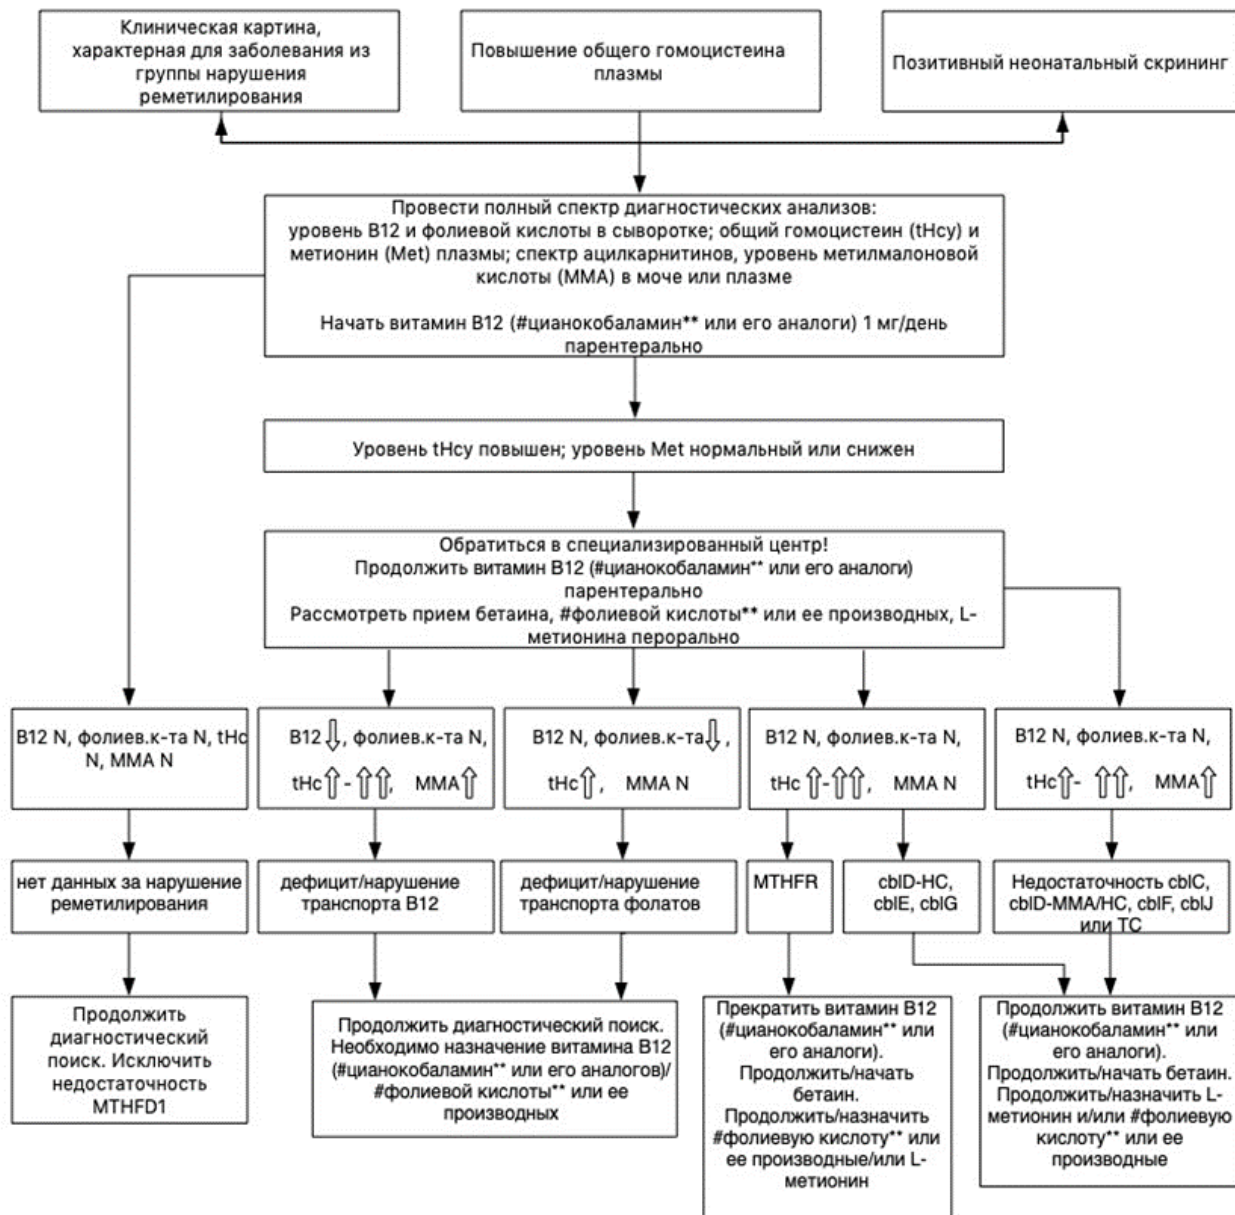 Клиническая картина,
характерная для заболевания из
группы нарушения
реметилирования
Повышение общего гомоцистеина
плазмы
Позитивный неонатальный скрининг
Провести полный спектр диагностических анализов:
уровень B12 и фолиевой кислоты в сыворотке; общий гомоцистеин (tHcy) и
метионин (Met) плазмы; спектр ацилкарнитинов, уровень метилмалоновой
кислоты (ММА) в моче или плазме
Начать витамин B12 (#цианокобаламин** или его аналоги) 1 мг/день
парентерально
Уровень tHcy повышен; уровень Met нормальный или снижен
Обратиться в специализированный центр!
Продолжить витамин B12 (#цианокобаламин** или его аналоги)
парентерально
Рассмотреть прием бетаина, #фолиевой кислоты** или ее производных, L-
метионина перорально
B12 N, фолиев.к-та N, tHc
N, MMA N
B12⇩, фолиев.к-та N,
tHc⇧-⇧⇧, MMA⇧
B12 N, фолиев.к-та⇩,
tHc⇧, MMA N
B12 N, фолиев.к-та N,
tHc ⇧-⇧⇧, MMA N
B12 N, фолиев.к-та N,
tHc⇧- ⇧⇧, MMA⇧
нет данных за нарушение
реметилирования
дефицит/нарушение
транспорта B12
дефицит/нарушение
транспорта фолатов
MTHFR
cblD-HC,
cblE, cblG
Недостаточность cblC,
cblD-MMA/HC, cblF, cblJ
или TC
Продолжить
диагностический
поиск. Исключить
недостаточность
MTHFD1
Продолжить диагностический поиск.
Необходимо назначение витамина B12
(#цианокобаламин** или его аналогов)/
#фолиевой кислоты** или ее
производных
Прекратить витамин B12
(#цианокобаламин** или
его аналоги).
Продолжить/начать
бетаин.
Продолжить/назначить
#фолиевую кислоту** или
ее производные/или L-
метионин
Продолжить витамин B12
(#цианокобаламин** или
его аналоги).
Продолжить/начать бетаин.
Продолжить/назначить L-
метионин и/или #фолиевую
кислоту** или ее
производные